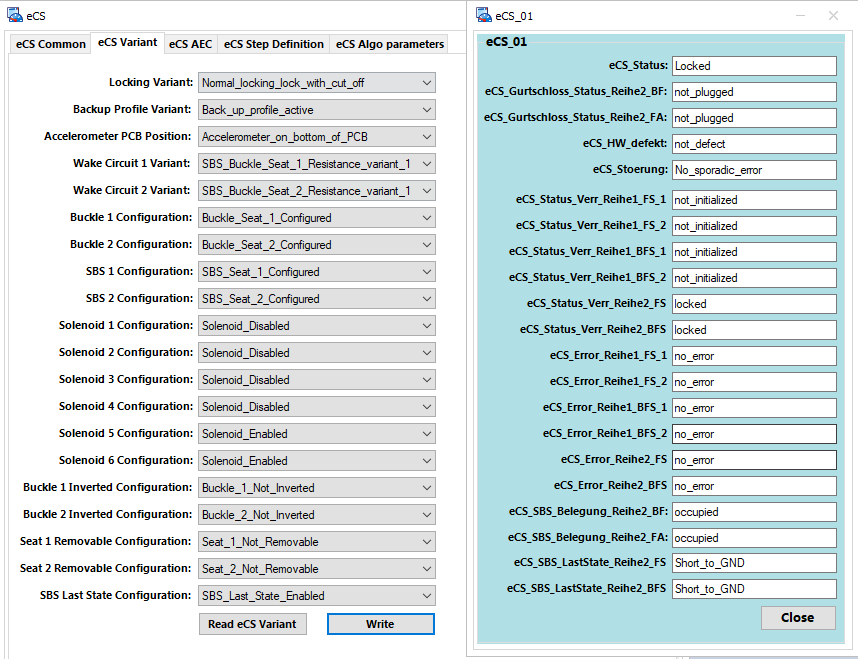 eCS
eCS Common eCS Variant eCS AEC eCS Step Definition eCS Algo parameters
Locking Variant: Normal_locking_lock_with_cut_off
Backup Profile Variant: Back_up_profile_active
Accelerometer PCB Position: Accelerometer_on_bottom_of_PCB
Wake Circuit 1 Variant: SBS_Buckle_Seat_1_Resistance_variant_1
Wake Circuit 2 Variant: SBS_Buckle_Seat_2_Resistance_variant_1
Buckle 1 Configuration: Buckle_Seat_1_Configured
Buckle 2 Configuration: Buckle_Seat_2_Configured
SBS 1 Configuration: SBS_Seat_1_Configured
SBS 2 Configuration: SBS_Seat_2_Configured
Solenoid 1 Configuration: Solenoid_Disabled
Solenoid 2 Configuration: Solenoid_Disabled
Solenoid 3 Configuration: Solenoid_Disabled
Solenoid 4 Configuration: Solenoid_Disabled
Solenoid 5 Configuration: Solenoid_Enabled
Solenoid 6 Configuration: Solenoid_Enabled
Buckle 1 Inverted Configuration: Buckle_1_Not_Inverted
Buckle 2 Inverted Configuration: Buckle_2_Not_Inverted
Seat 1 Removable Configuration: Seat_1_Not_Removable
Seat 2 Removable Configuration: Seat_2_Not_Removable
SBS Last State Configuration: SBS_Last_State_Enabled
Read eCS Variant Write
eCS_01
eCS_01
eCS_Status: Locked
eCS_Gurtschloss_Status_Reihe2_BF: not_plugged
eCS_Gurtschloss_Status_Reihe2_FA: not_plugged
eCS_HW_defekt: not_defect
eCS_Stoerung: No_sporadic_error
eCS_Status_Verr_Reihe1_FS_1 not_initialized
eCS_Status_Verr_Reihe1_FS_2 not_initialized
eCS_Status_Verr_Reihe1_BFS_1 not_initialized
eCS_Status_Verr_Reihe1_BFS_2 not_initialized
eCS_Status_Verr_Reihe2_FS locked
eCS_Status_Verr_Reihe2_BFS locked
eCS_Error_Reihe1_FS_1 no_error
eCS_Error_Reihe1_FS_2 no_error
eCS_Error_Reihe1_BFS_1 no_error
eCS_Error_Reihe1_BFS_2 no_error
eCS_Error_Reihe2_FS no_error
eCS_Error_Reihe2_BFS no_error
eCS_SBS_Belegung_Reihe2_BF: occupied
eCS_SBS_Belegung_Reihe2_FA: occupied
eCS_SBS_LastState_Reihe2_FS Short_to_GND
eCS_SBS_LastState_Reihe2_BFS Short_to_GND
Close